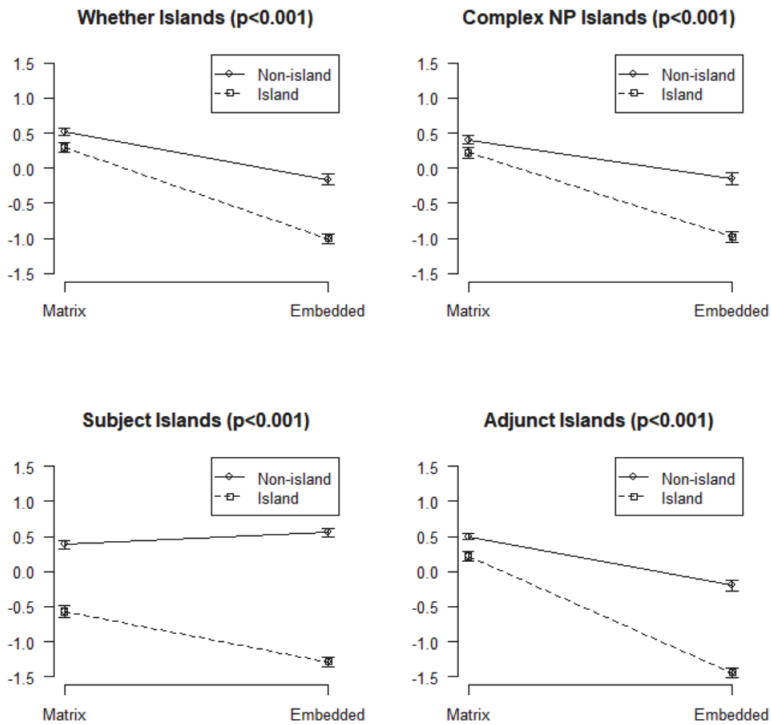 Whether Islands (p<0.001)
1.5
1.0
0.5
0.0
-0.5
-1.0
-1.5
Non-island
Island
Matrix
Embedded
Complex NP Islands (p<0.001)
1.5
1.0
0.5
0.0
-0.5
-1.0
-1.5
Non-island
Island
Matrix
Embedded
Subject Islands (p<0.001)
1.5
1.0
0.5
0.0
-0.5
-1.0
-1.5
Non-island
Island
Matrix
Embedded
Adjunct Islands (p<0.001)
1.5
1.0
0.5
0.0
-0.5
-1.0
-1.5
Non-island
Island
Matrix
Embedded